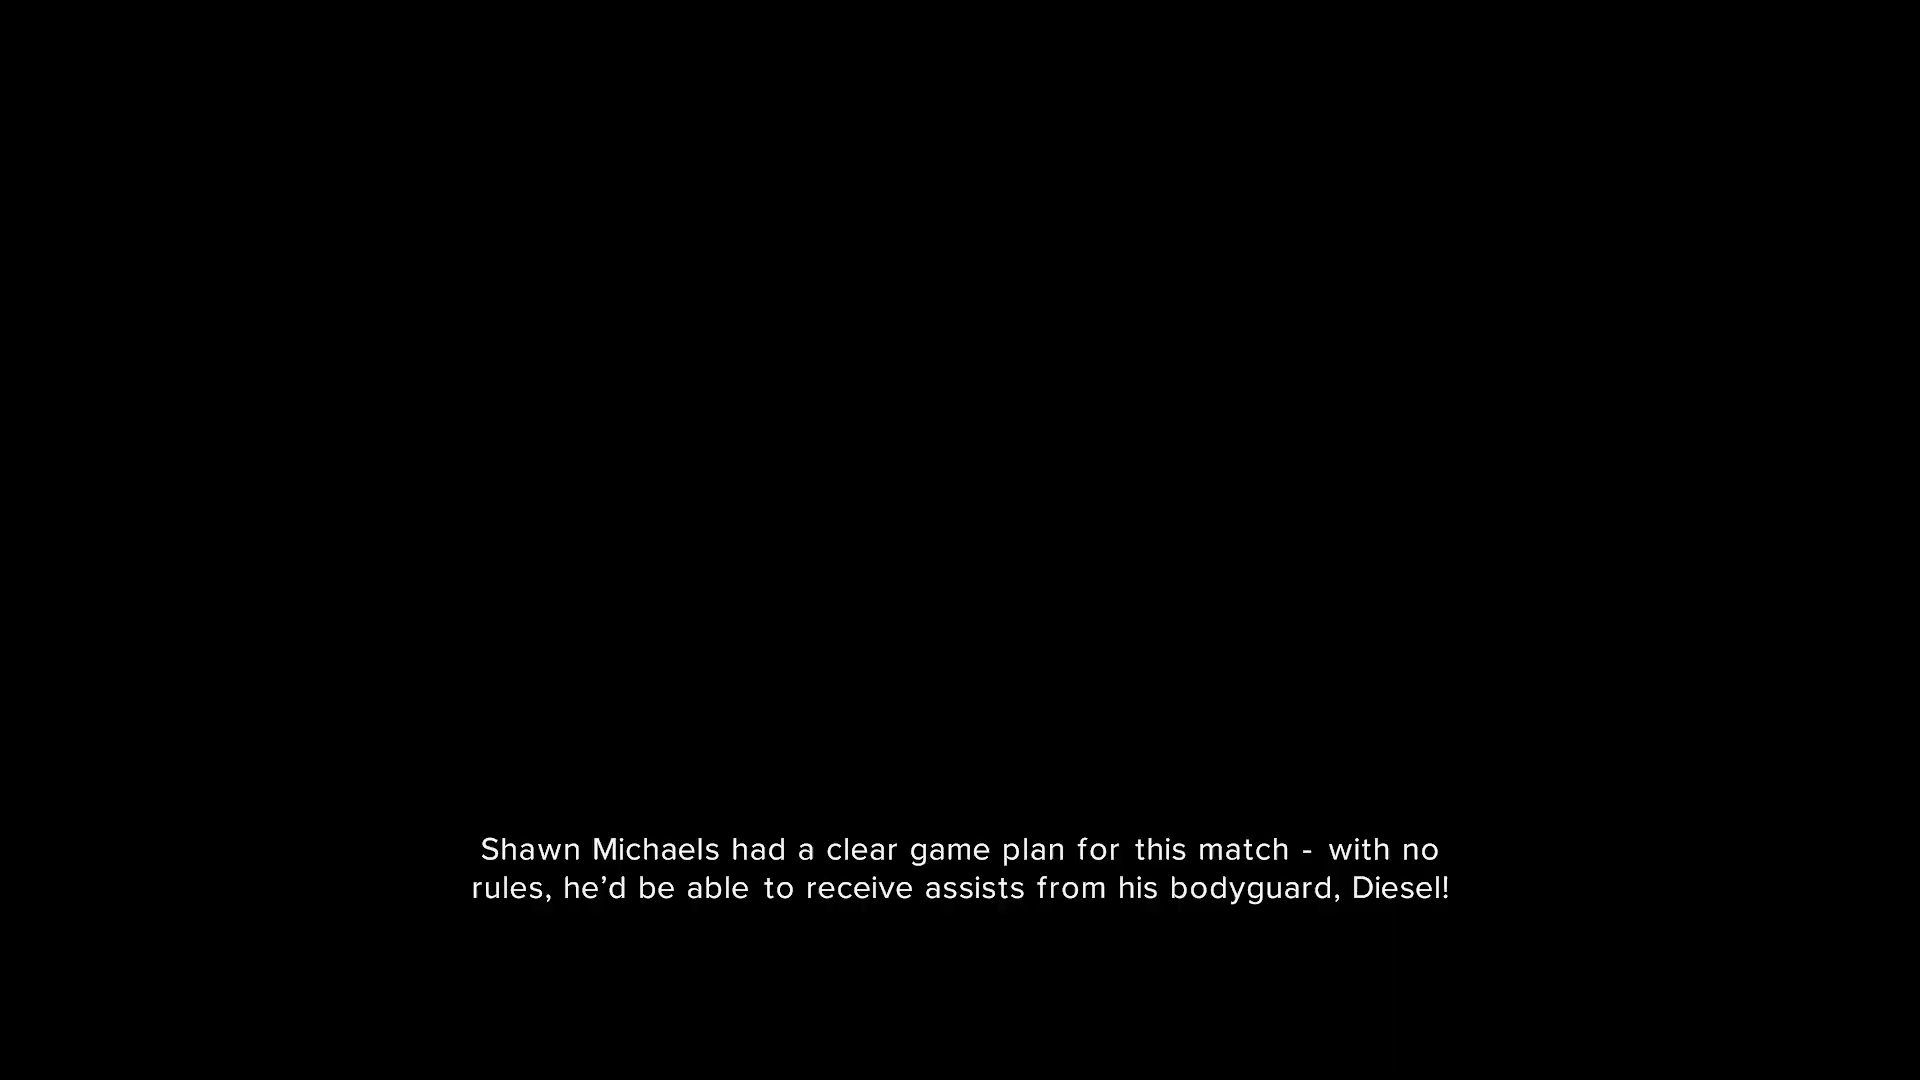 Shawn Michaels had a clear game plan for this match - with no
rules, he’d be able to receive assists from his bodyguard, Diesel!